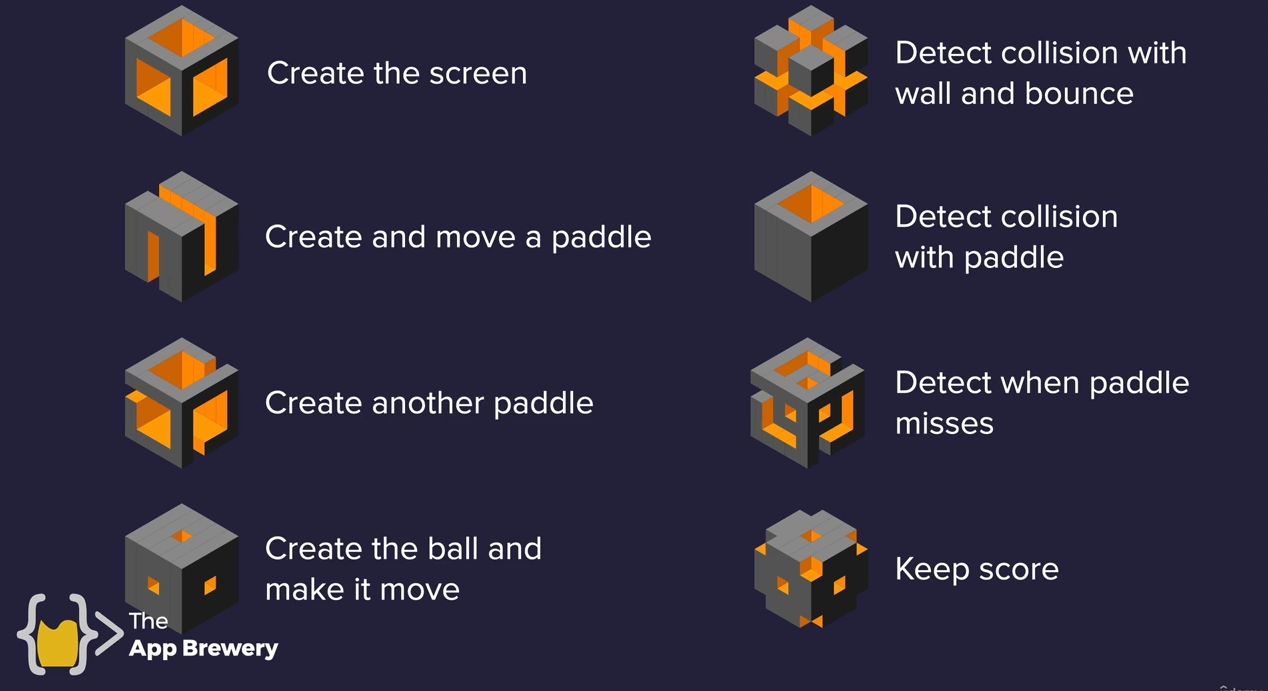 Create the screen
Create and move a paddle
Create another paddle
Create the ball and
make it move
Detect collision with
wall and bounce
Detect collision
with paddle
Detect when paddle
misses
Keep score
The
App Brewery